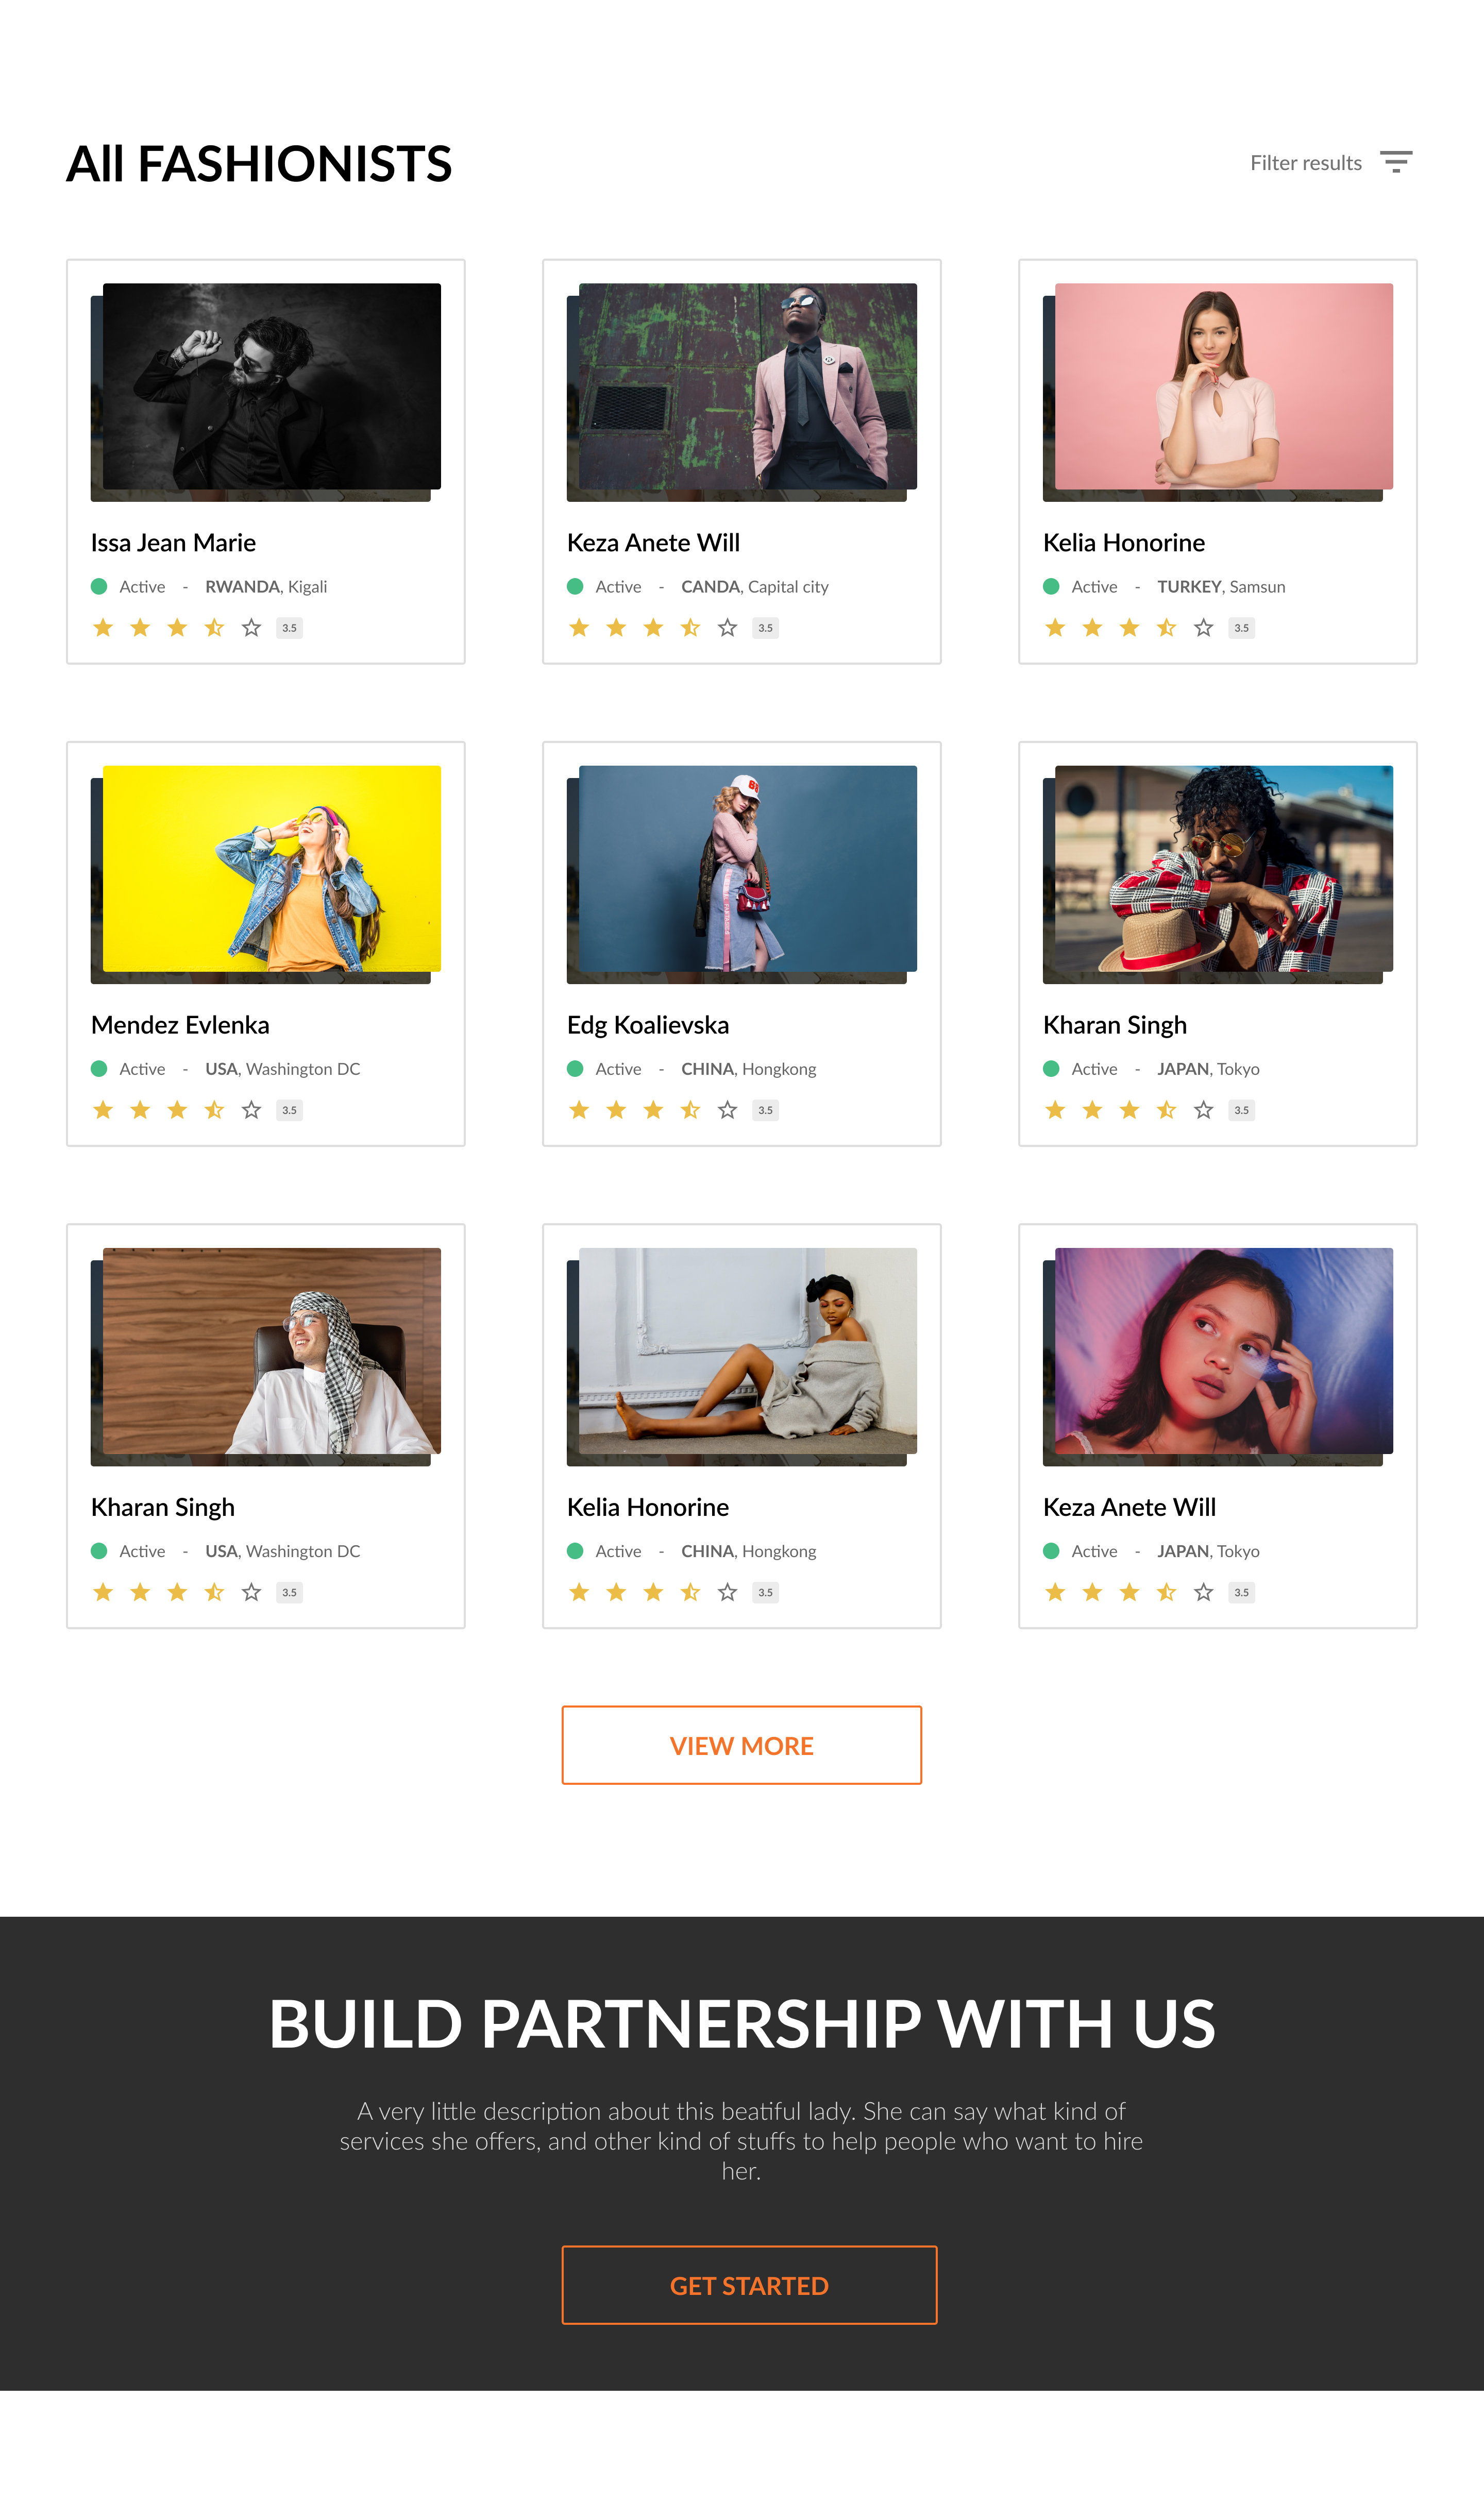 All FASHIONISTS
Filter results
Issa Jean Marie
Active - RWANDA, Kigali
3.5
Keza Anete Will
Active - CANDA, Capital city
3.5
Kelia Honorine
Active - TURKEY, Samsun
3.5
Mendez Evlenka
Active - USA, Washington DC
3.5
Edg Koalievska
Active - CHINA, Hongkong
3.5
Kharan Singh
Active - JAPAN, Tokyo
3.5
Kharan Singh
Active - USA, Washington DC
3.5
Kelia Honorine
Active - CHINA, Hongkong
3.5
Keza Anete Will
Active - JAPAN, Tokyo
3.5
VIEW MORE
BUILD PARTNERSHIP WITH US
A very little description about this beatiful lady. She can say what kind of
services she offers, and other kind of stuffs to help people who want to hire
her.
GET STARTED